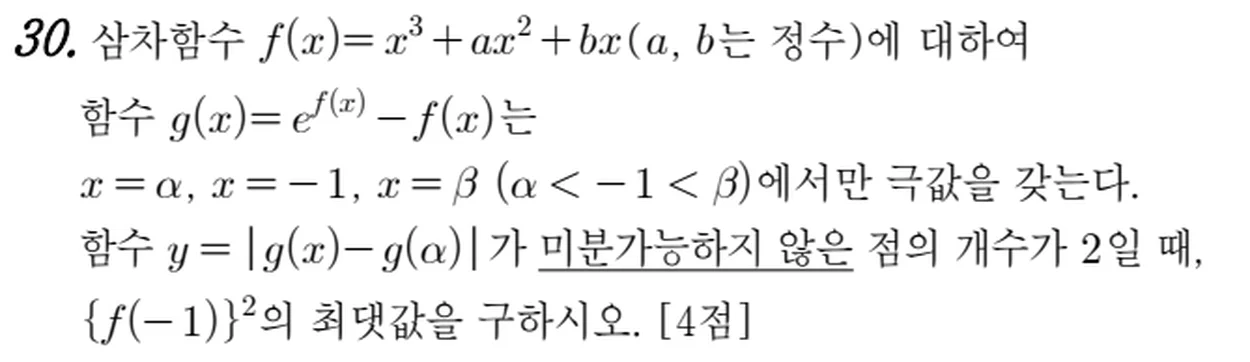 30. 삼차함수 f(x)=x³+ax²+bx(a, b는 정수)에 대하여
함수 g(x)=e^{f(x)}-f(x)는
x=α, x=-1, x=β (α<-1<β)에서만 극값을 갖는다.
함수 y=|g(x)-g(α)|가 미분가능하지 않은 점의 개수가 2일 때,
{f(-1)}²의 최댓값을 구하시오. [4점]